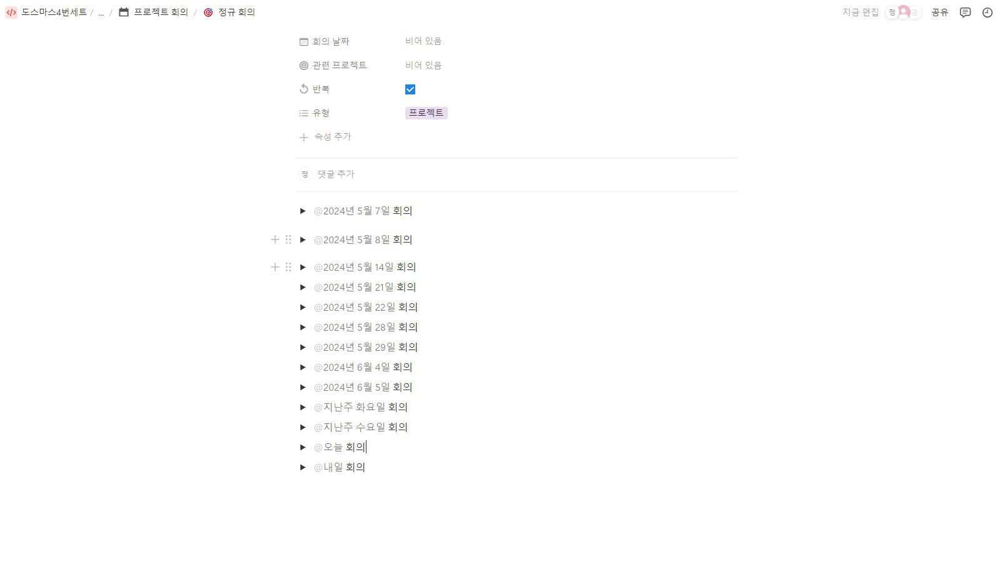 도스마스4번세트 / ... / 프로젝트 회의 / 정규 회의
지금 편집 정 경 공유
회의 날짜 비어 있음
관련 프로젝트 비어 있음
반복
유형 프로젝트
속성 추가
정 댓글 추가
@2024년 5월 7일 회의
@2024년 5월 8일 회의
@2024년 5월 14일 회의
@2024년 5월 21일 회의
@2024년 5월 22일 회의
@2024년 5월 28일 회의
@2024년 5월 29일 회의
@2024년 6월 4일 회의
@2024년 6월 5일 회의
@지난주 화요일 회의
@지난주 수요일 회의
@오늘 회의
@내일 회의